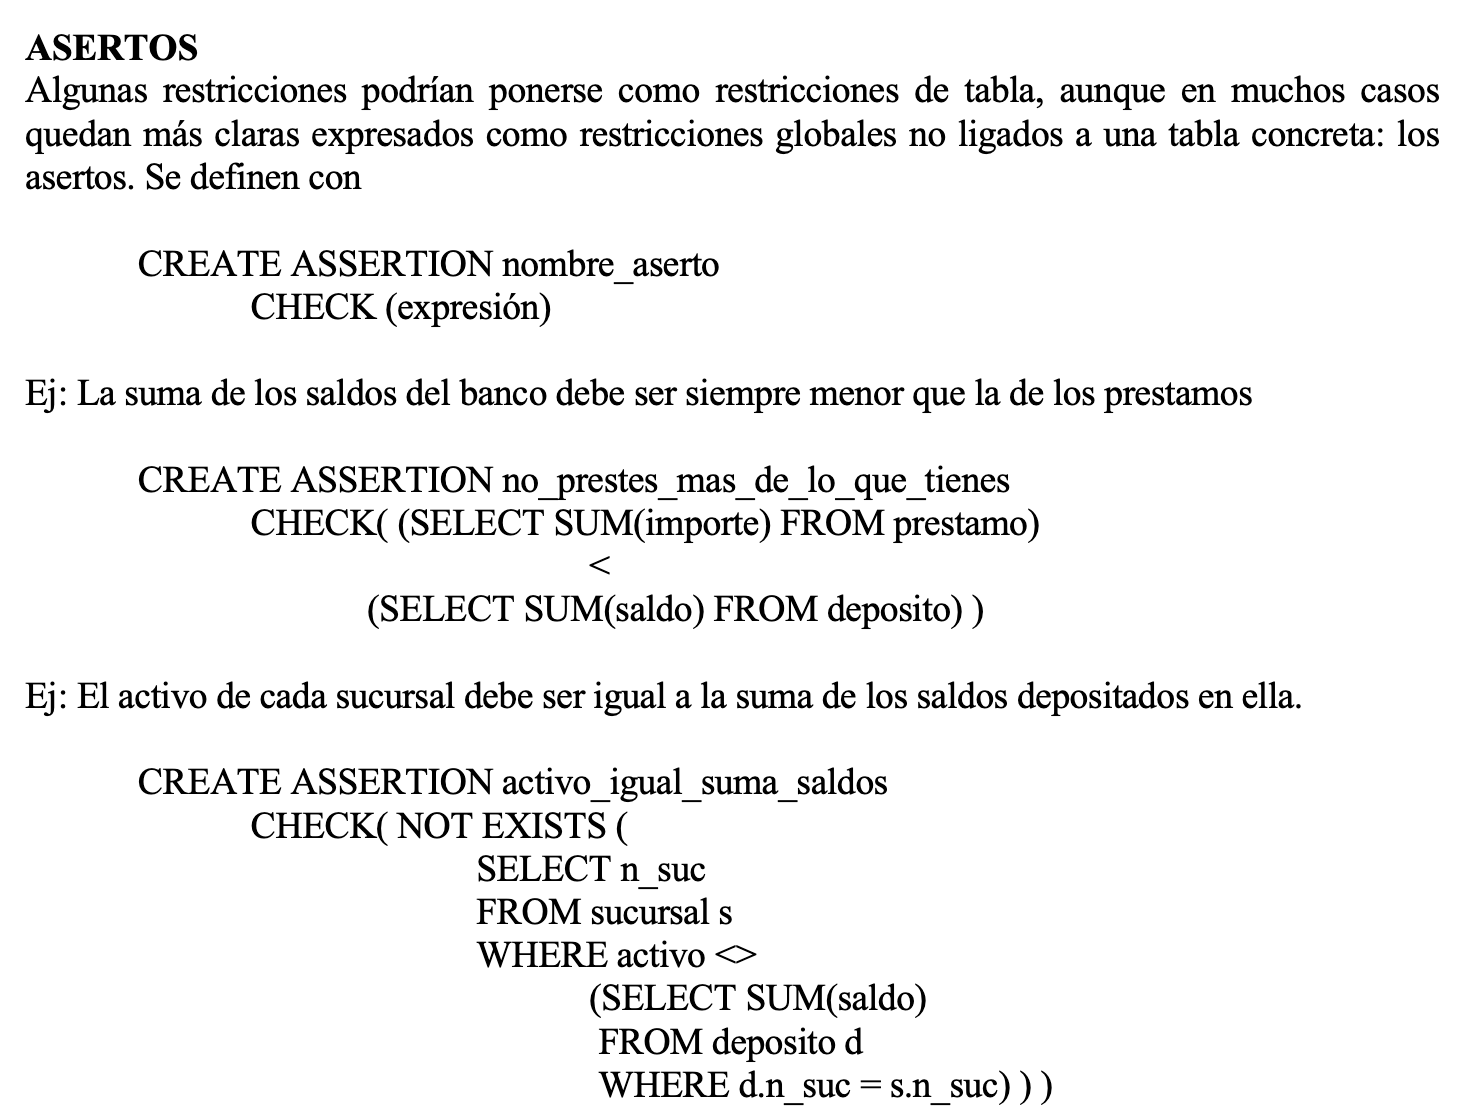 ASERTOS
Algunas restricciones podrían ponerse como restricciones de tabla, aunque en muchos casos
quedan más claras expresados como restricciones globales no ligados a una tabla concreta: los
asertos. Se definen con
CREATE ASSERTION nombre_aserto
CHECK (expresión)
Ej: La suma de los saldos del banco debe ser siempre menor que la de los prestamos
CREATE ASSERTION no_prestes_mas_de_lo_que_tienes
CHECK( (SELECT SUM(importe) FROM prestamo)
<
(SELECT SUM(saldo) FROM deposito) )
Ej: El activo de cada sucursal debe ser igual a la suma de los saldos depositados en ella.
CREATE ASSERTION activo_igual_suma_saldos
CHECK( NOT EXISTS (
SELECT n_suc
FROM sucursal s
WHERE activo <>
(SELECT SUM(saldo)
FROM deposito d
WHERE d.n_suc = s.n_suc) ) )